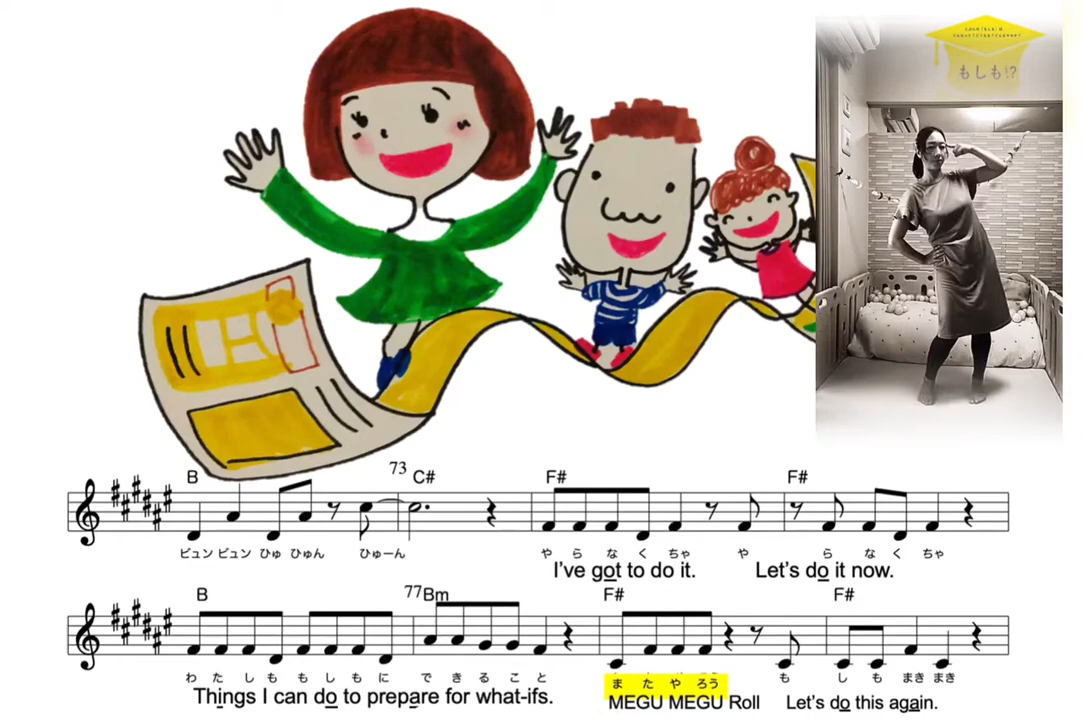 もしも!?
B 73 C# F# F#
ビュン ビュン ひゅ ひゅん ひゅーん や ら な く ちゃ や ら な く ちゃ
I've got to do it. Let's do it now.
B 77 Bm F# F#
わ た し も も し も に で き る こ と ま た や ろう も し も まき まき
Things I can do to prepare for what-ifs. MEGU MEGU Roll Let's do this again.